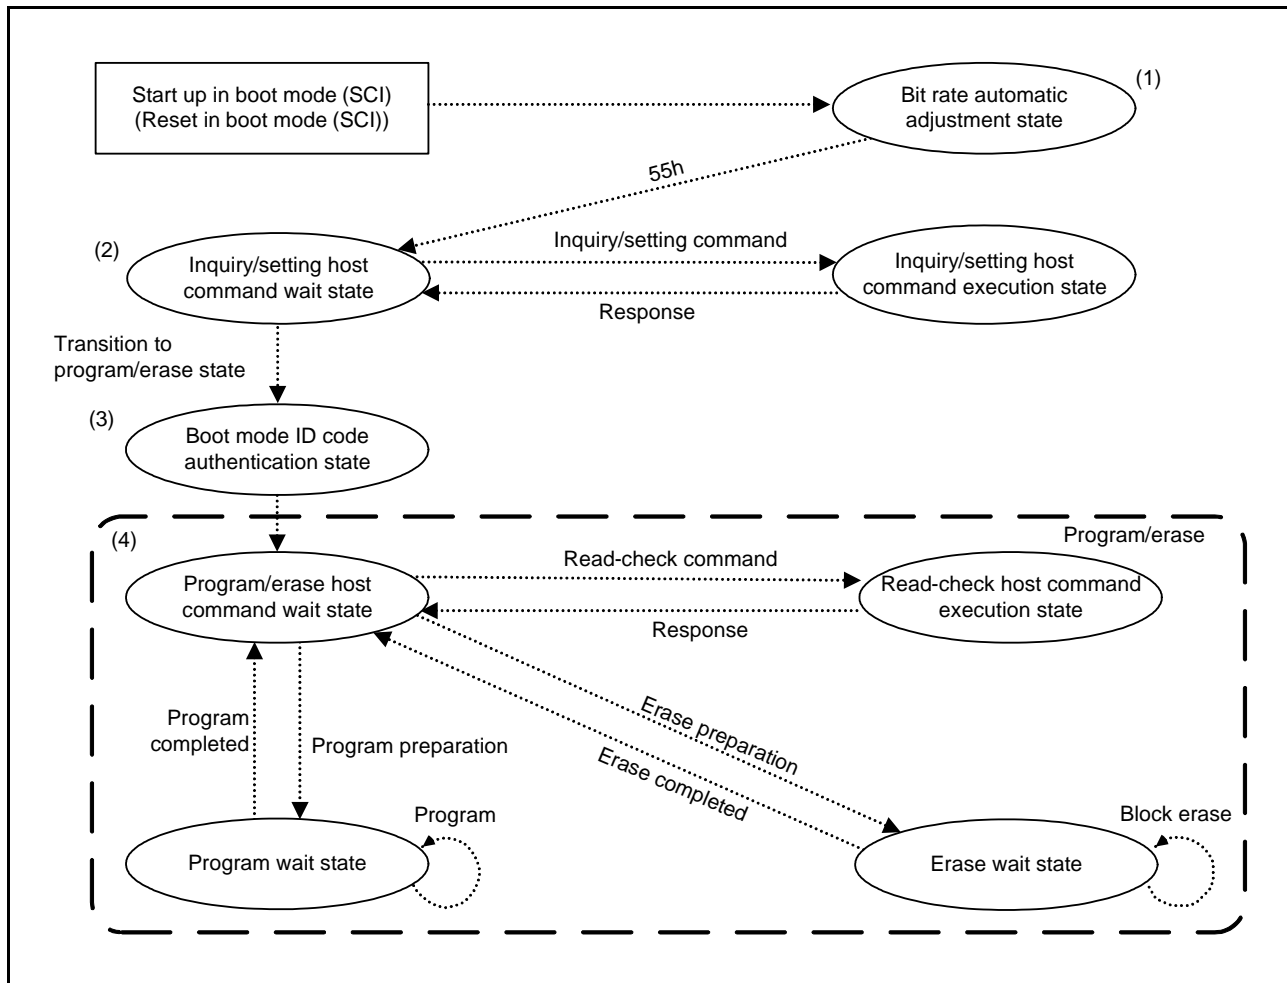 Start up in boot mode (SCI)
(Reset in boot mode (SCI))
(1)
Bit rate automatic
adjustment state
55h
(2)
Inquiry/setting host
command wait state
Inquiry/setting command
Response
Inquiry/setting host
command execution state
Transition to
program/erase state
(3)
Boot mode ID code
authentication state
(4)
Program/erase
Program/erase host
command wait state
Read-check command
Response
Read-check host command
execution state
Program
completed
Program preparation
Erase preparation
Erase completed
Program
Program wait state
Block erase
Erase wait state